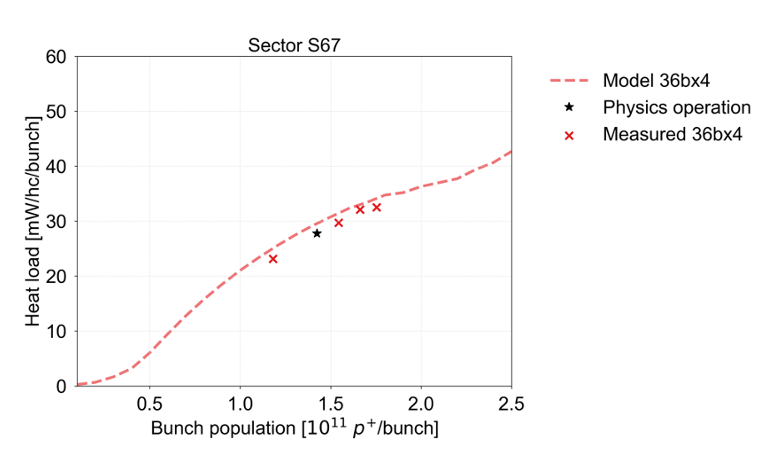 Sector S67
60
50
40
30
20
10
0
Heat load [mW/hc/bunch]
0.5 1.0 1.5 2.0 2.5
Bunch population [10¹¹ p⁺/bunch]
Model 36bx4
Physics operation
Measured 36bx4